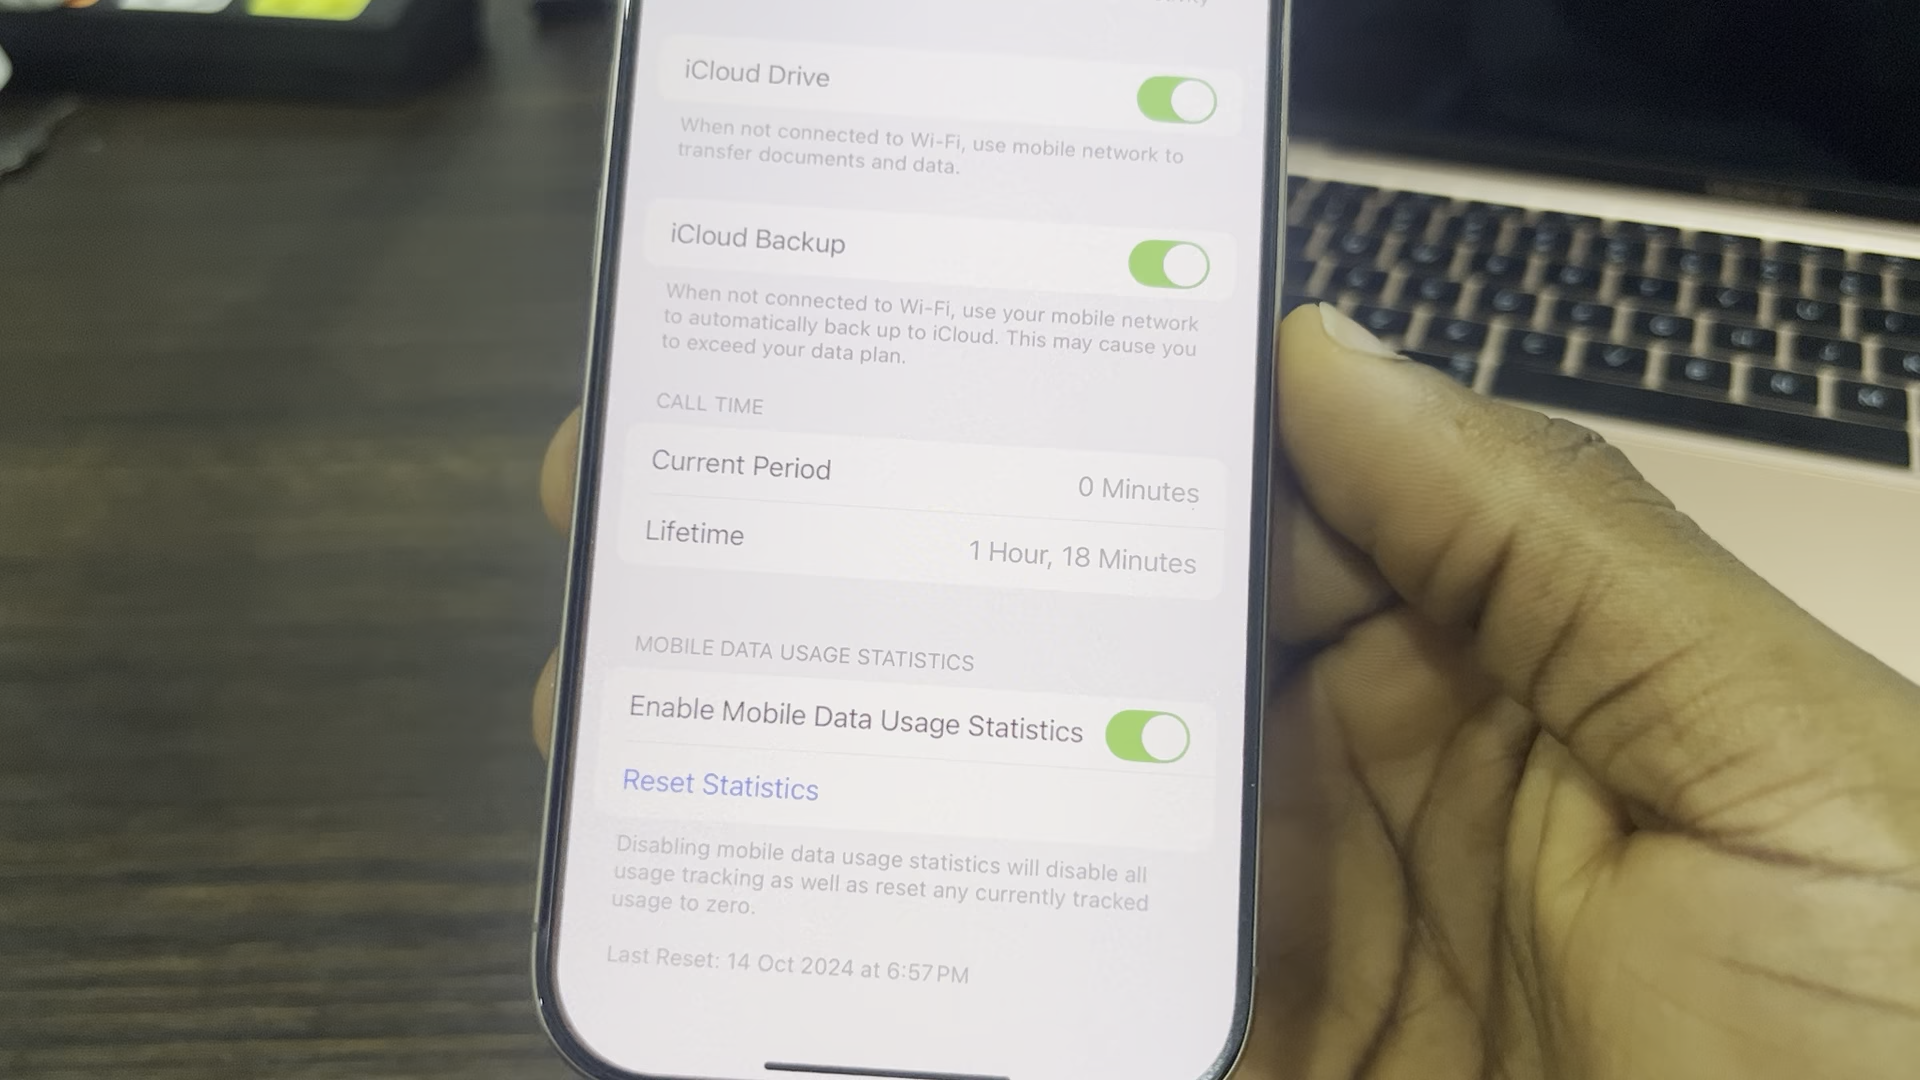 iCloud Drive
When not connected to Wi-Fi, use mobile network to
transfer documents and data.
iCloud Backup
When not connected to Wi-Fi, use your mobile network
to automatically back up to iCloud. This may cause you
to exceed your data plan.
CALL TIME
Current Period 0 Minutes
Lifetime 1 Hour, 18 Minutes
MOBILE DATA USAGE STATISTICS
Enable Mobile Data Usage Statistics
Reset Statistics
Disabling mobile data usage statistics will disable all
usage tracking as well as reset any currently tracked
usage to zero.
Last Reset: 14 Oct 2024 at 6:57 PM